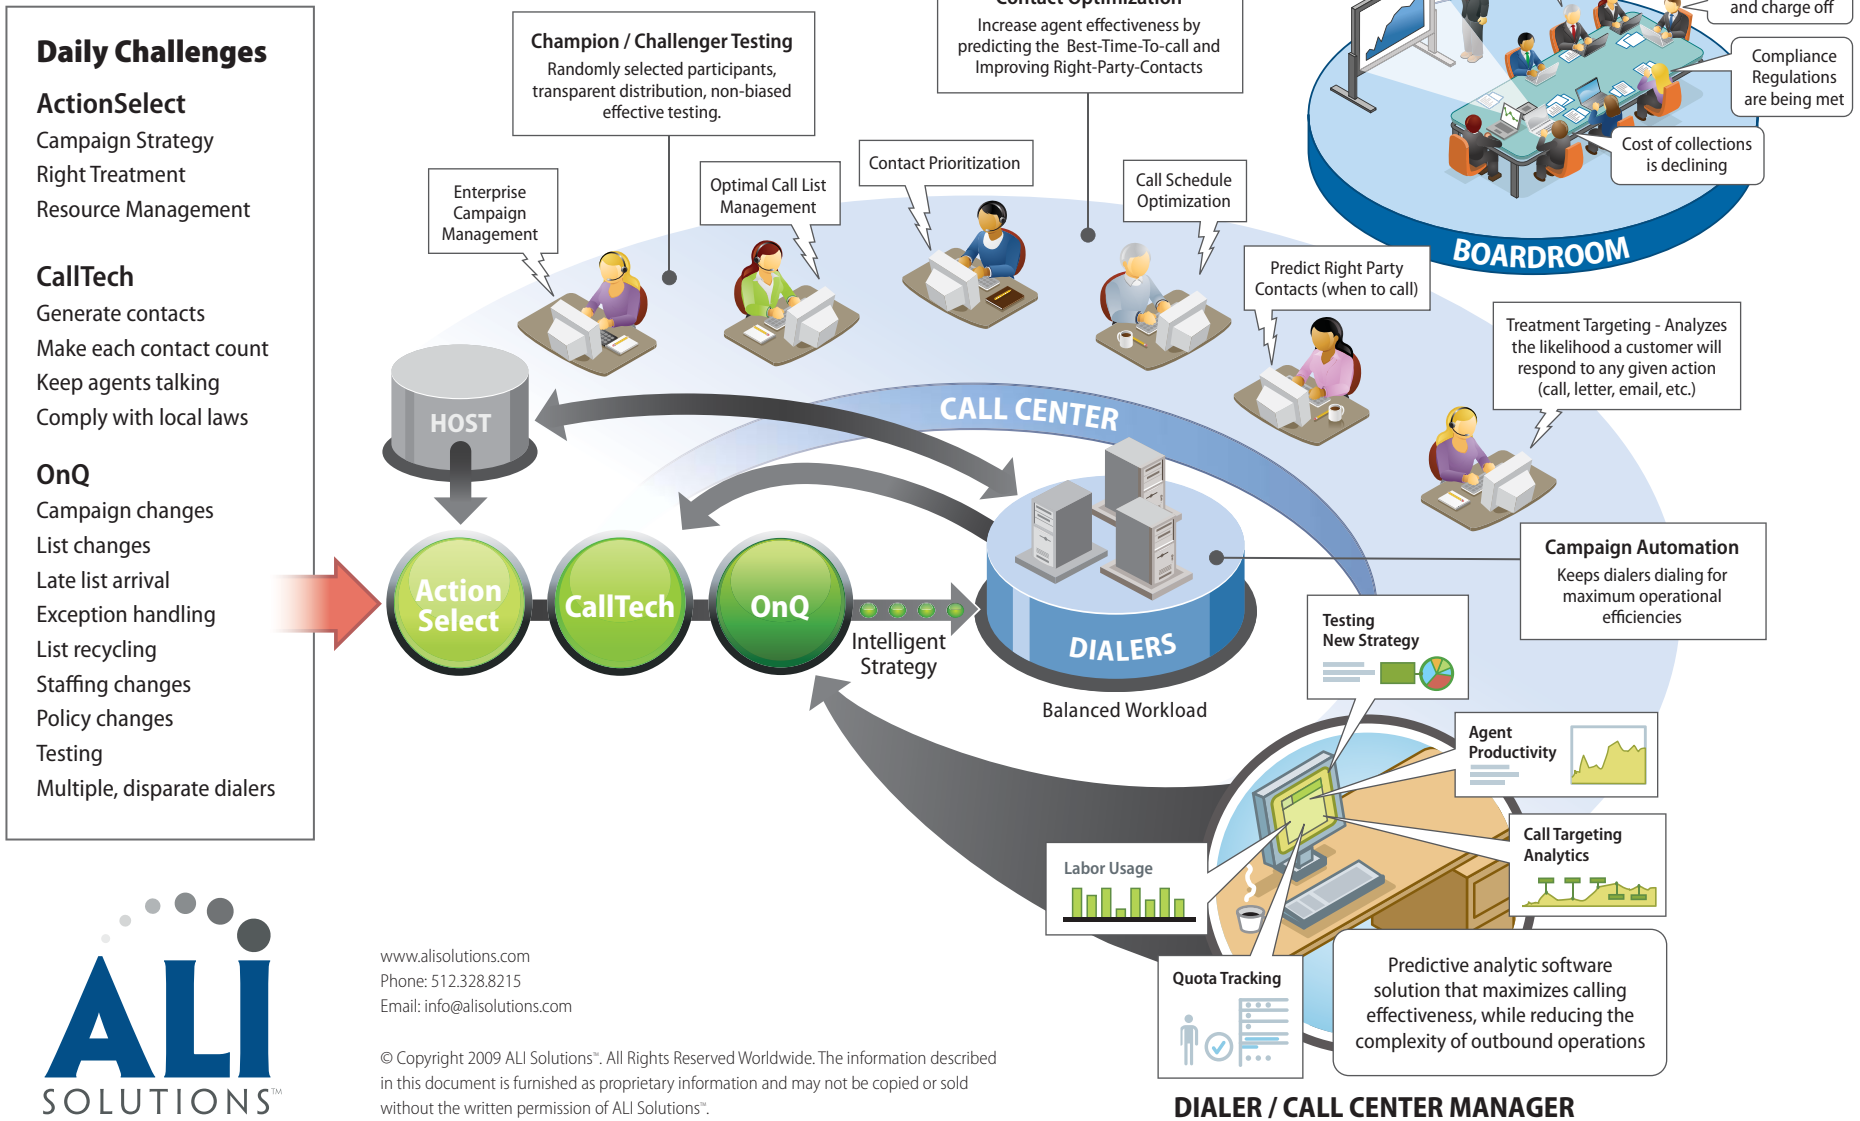 Daily Challenges
ActionSelect
Campaign Strategy
Right Treatment
Resource Management
CallTech
Generate contacts
Make each contact count
Keep agents talking
Comply with local laws
OnQ
Campaign changes
List changes
Late list arrival
Exception handling
List recycling
Staffing changes
Policy changes
Testing
Multiple, disparate dialers
Champion / Challenger Testing
Randomly selected participants,
transparent distribution, non-biased
effective testing.
Contact Optimization
Increase agent effectiveness by
predicting the Best-Time-To-call and
Improving Right-Party-Contacts
and charge off
Compliance
Regulations
are being met
Cost of collections
is declining
BOARDROOM
Enterprise
Campaign
Management
Optimal Call List
Management
Contact Prioritization
Call Schedule
Optimization
Predict Right Party
Contacts (when to call)
Treatment Targeting - Analyzes
the likelihood a customer will
respond to any given action
(call, letter, email, etc.)
HOST
CALL CENTER
Action
Select
CallTech
OnQ
Intelligent
Strategy
DIALERS
Balanced Workload
Campaign Automation
Keeps dialers dialing for
maximum operational
efficiencies
Testing
New Strategy
Agent
Productivity
Call Targeting
Analytics
Labor Usage
Quota Tracking
Predictive analytic software
solution that maximizes calling
effectiveness, while reducing the
complexity of outbound operations
DIALER / CALL CENTER MANAGER
ALI
SOLUTIONS™
www.alisolutions.com
Phone: 512.328.8215
Email: info@alisolutions.com
© Copyright 2009 ALI Solutions™. All Rights Reserved Worldwide. The information described
in this document is furnished as proprietary information and may not be copied or sold
without the written permission of ALI Solutions™.